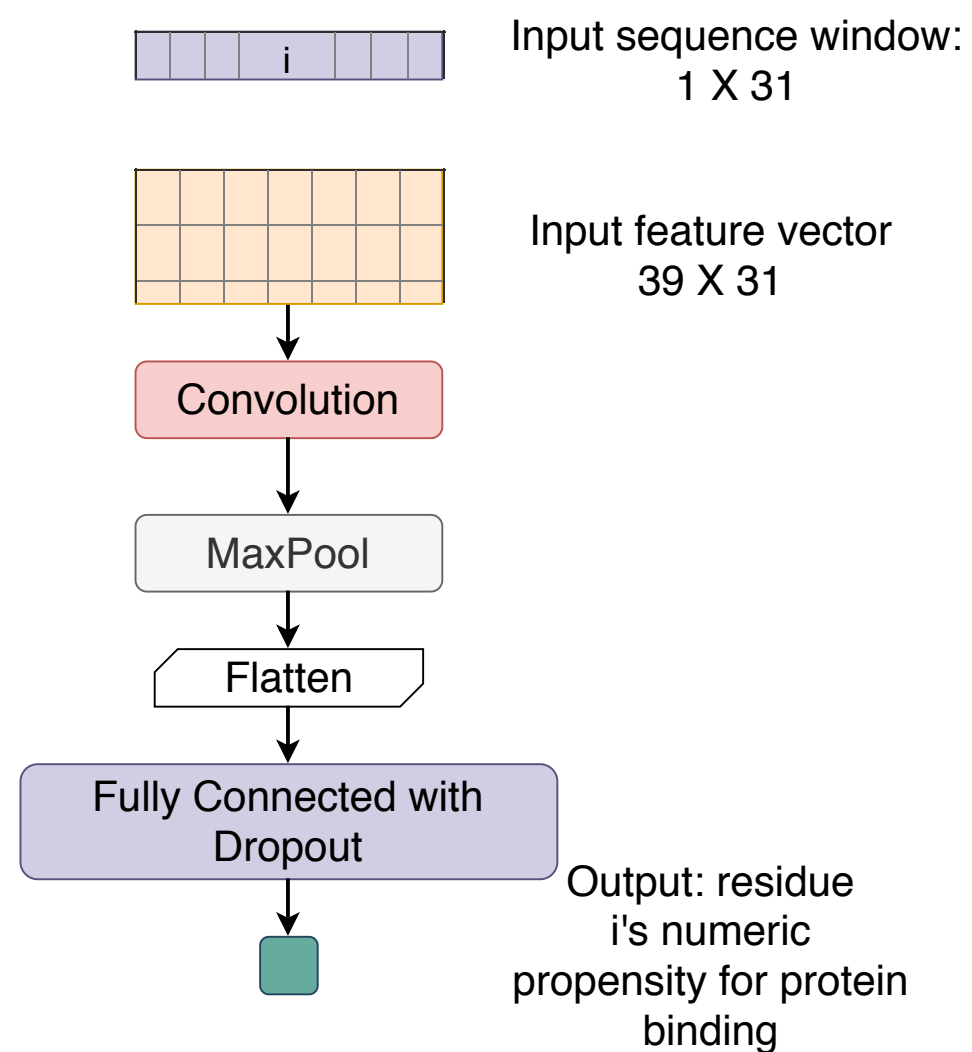 i
Input sequence window:
1 X 31
Input feature vector
39 X 31
Convolution
MaxPool
Flatten
Fully Connected with
Dropout
Output: residue
i's numeric
propensity for protein
binding